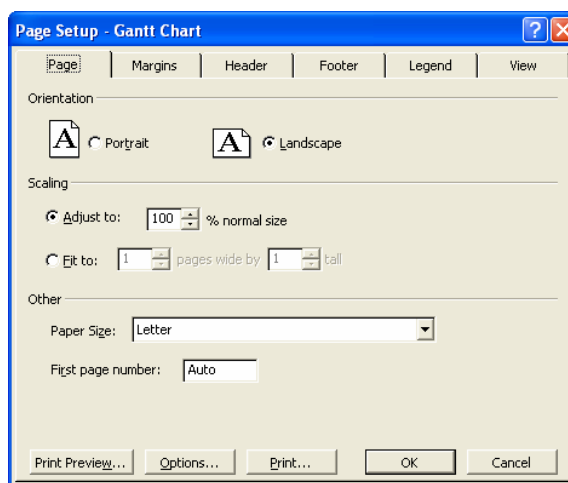 Page Setup - Gantt Chart
Page Margins Header Footer Legend View
Orientation
A Portrait A Landscape
Scaling
Adjust to: 100 % normal size
Fit to: 1 pages wide by 1 tall
Other
Paper Size: Letter
First page number: Auto
Print Preview... Options... Print... OK Cancel